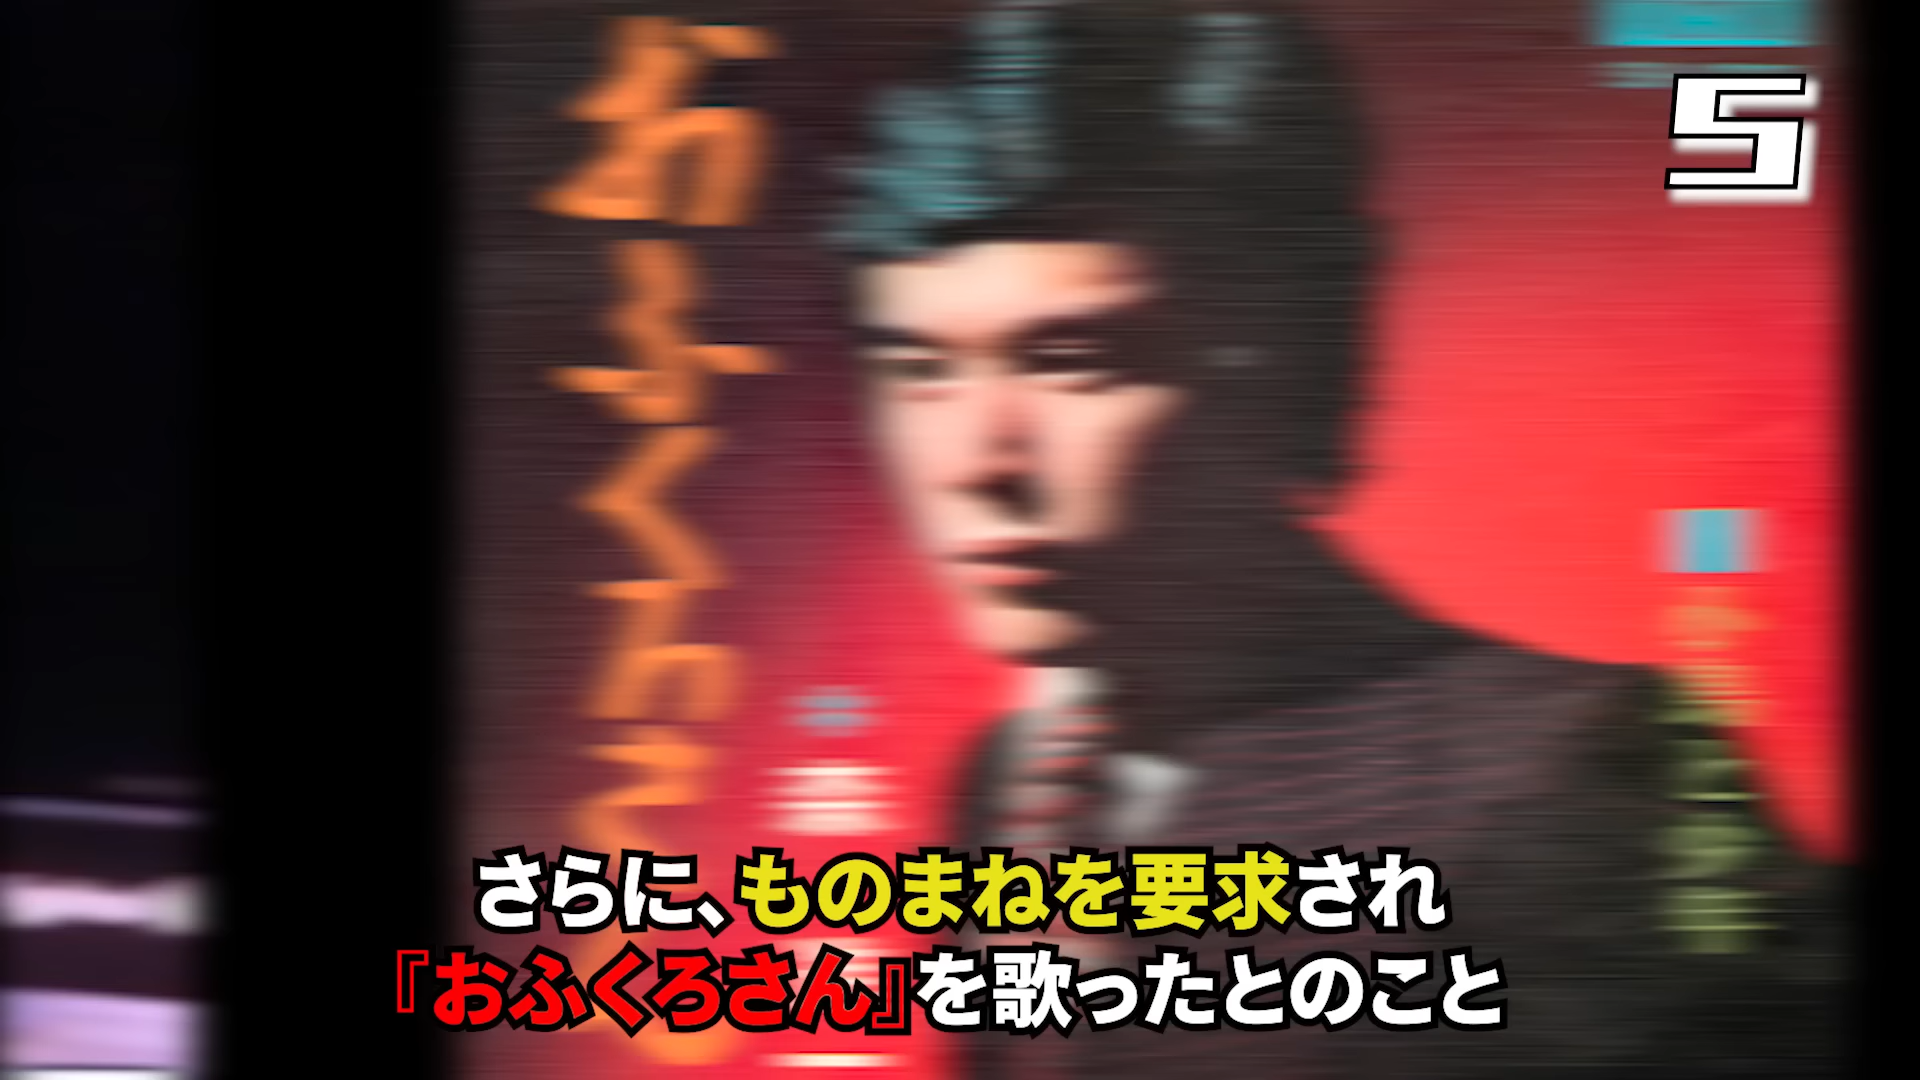 5
おふくろさん
さらに、ものまねを要求され
『おふくろさん』を歌ったとのこと